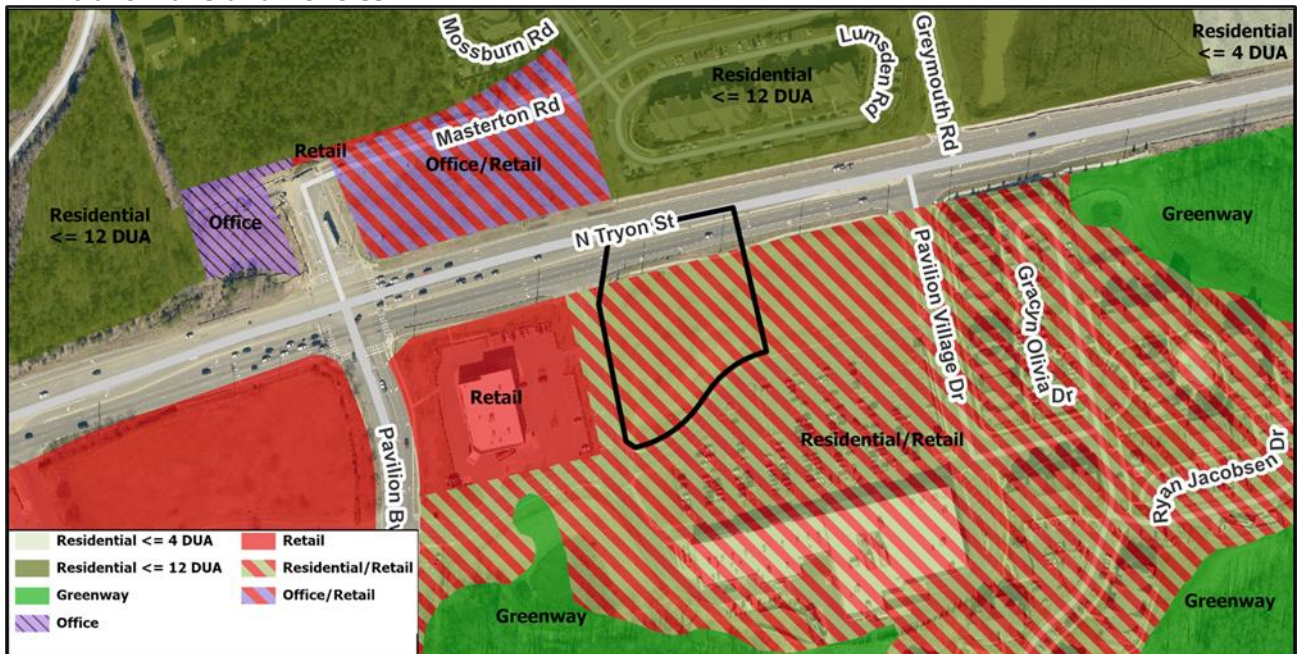 Mossburn Rd
Lumsden Rd
Greymouth Rd
Residential
<= 4 DUA
Residential
<= 12 DUA
Masterton Rd
Retail
Office/Retail
Residential
<= 12 DUA
Office
N Tryon St
Greenway
Pavilion Village Dr
Gracyn Olivia Dr
Retail
Pavilion Bv
Residential/Retail
Ryan Jacobsen Dr
Greenway
Greenway
Residential <= 4 DUA
Retail
Residential <= 12 DUA
Residential/Retail
Greenway
Office/Retail
Office